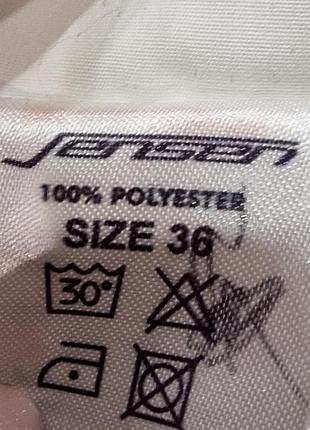 Jensen
100% POLYESTER
SIZE 36
30°